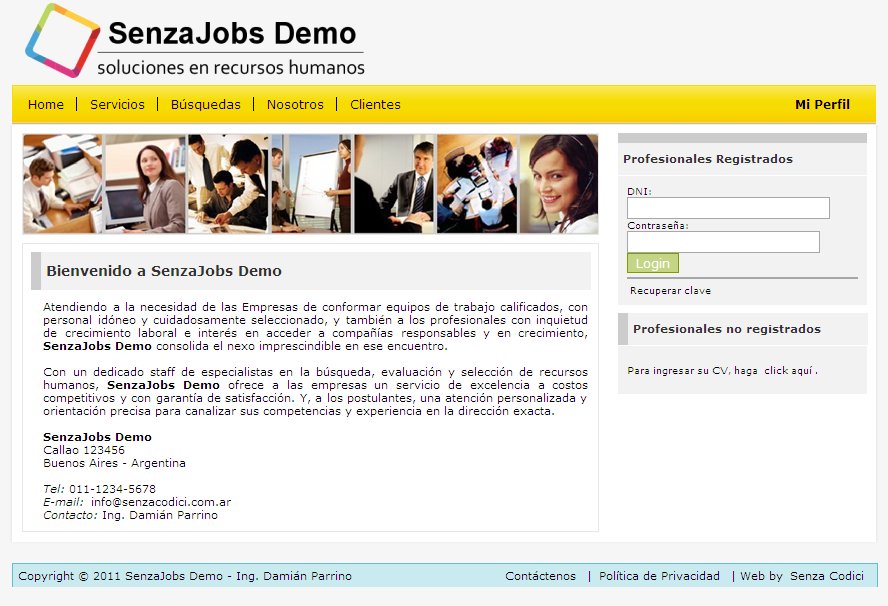 SenzaJobs Demo
soluciones en recursos humanos
Home | Servicios | Búsquedas | Nosotros | Clientes Mi Perfil
Bienvenido a SenzaJobs Demo
Atendiendo a la necesidad de las Empresas de conformar equipos de trabajo calificados, con
personal idóneo y cuidadosamente seleccionado, y también a los profesionales con inquietud
de crecimiento laboral e interés en acceder a compañías responsables y en crecimiento,
SenzaJobs Demo consolida el nexo imprescindible en ese encuentro.
Con un dedicado staff de especialistas en la búsqueda, evaluación y selección de recursos
humanos, SenzaJobs Demo ofrece a las empresas un servicio de excelencia a costos
competitivos y con garantía de satisfacción. Y, a los postulantes, una atención personalizada y
orientación precisa para canalizar sus competencias y experiencia en la dirección exacta.
SenzaJobs Demo
Callao 123456
Buenos Aires - Argentina
Tel: 011-1234-5678
E-mail: info@senzacodici.com.ar
Contacto: Ing. Damián Parrino
Profesionales Registrados
DNI:
Contraseña:
Login
Recuperar clave
Profesionales no registrados
Para ingresar su CV, haga click aquí .
Copyright © 2011 SenzaJobs Demo - Ing. Damián Parrino Contáctenos | Política de Privacidad | Web by Senza Codici